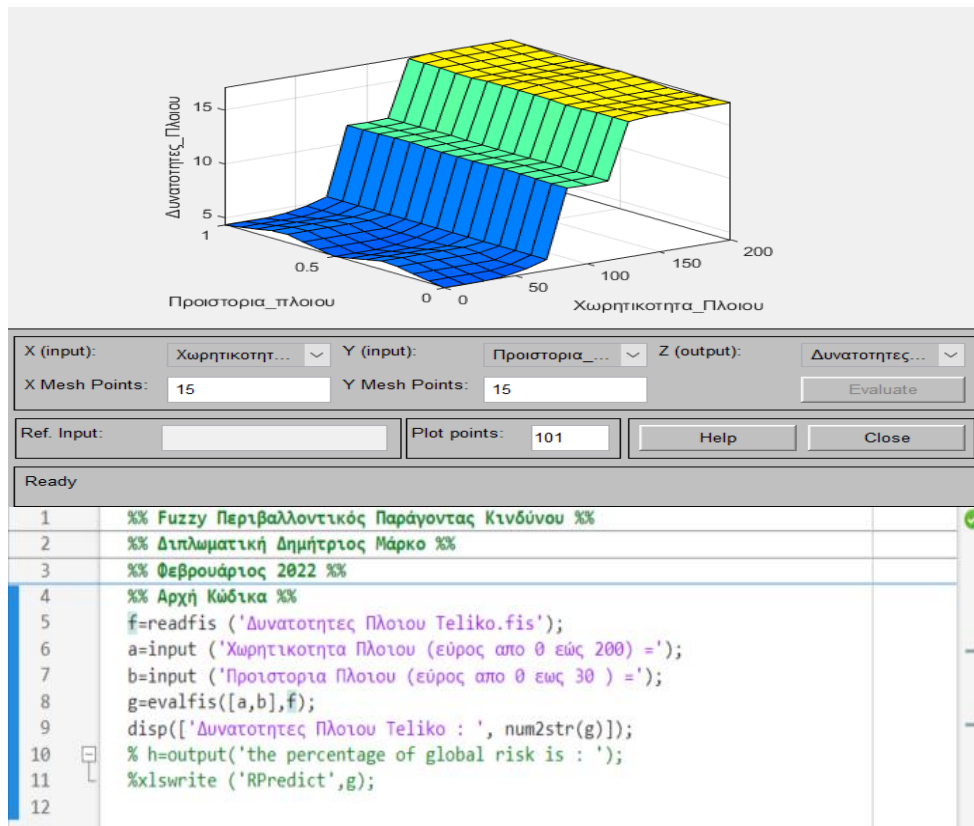 Δυνατοτητες_Πλοιου
15
10
5
1
0.5
0
0
50
100
150
200
Προιστορια_πλοιου
Χωρητικοτητα_Πλοιου
X (input): Χωρητικοτητ... Y (input): Προιστορια_... Z (output): Δυνατοτητες...
X Mesh Points: 15 Y Mesh Points: 15 Evaluate
Ref. Input: Plot points: 101 Help Close
Ready
1 %% Fuzzy Περιβαλλοντικός Παράγοντας Κινδύνου %%
2 %% Διπλωματική Δημήτριος Μάρκο %%
3 %% Φεβρουάριος 2022 %%
4 %% Αρχή Κώδικα %%
5 f=readfis ('Δυνατοτητες Πλοιου Teliko.fis');
6 a=input ('Χωρητικοτητα Πλοιου (εύρος απο 0 εώς 200) =');
7 b=input ('Προιστορια Πλοιου (εύρος απο 0 εως 30 ) =');
8 g=evalfis([a,b],f);
9 disp(['Δυνατοτητες Πλοιου Teliko : ', num2str(g)]);
10 % h=output('the percentage of global risk is : ');
11 %xlswrite ('RPredict',g);
12